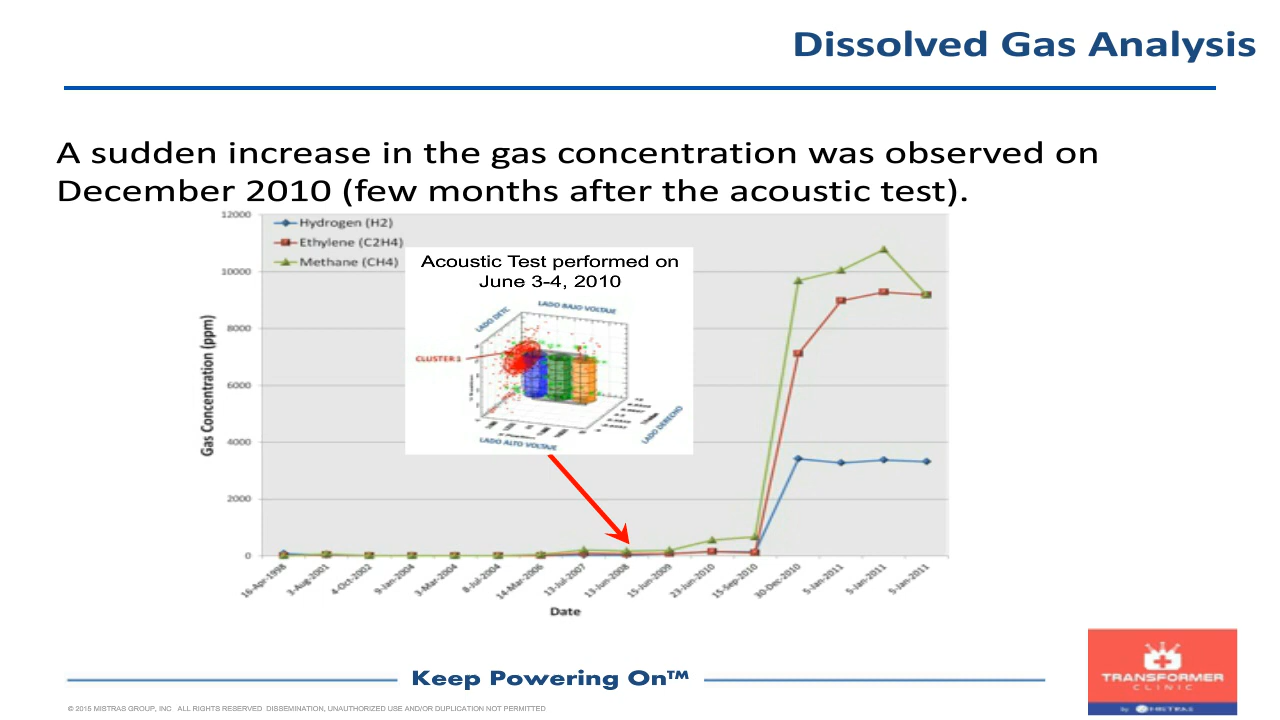 Dissolved Gas Analysis
A sudden increase in the gas concentration was observed on
December 2010 (few months after the acoustic test).
12000
10000
8000
6000
4000
2000
0
Gas Concentration (ppm)
Hydrogen (H2)
Ethylene (C2H4)
Methane (CH4)
Acoustic Test performed on
June 3-4, 2010
LADO DETC
LADO BAJO VOLTAJE
CLUSTER 1
LADO DERECHO
LADO ALTO VOLTAJE
16-Apr-1998
3-Aug-2001
4-Oct-2002
9-Jan-2004
3-Mar-2004
8-Jul-2004
14-Mar-2006
13-Jul-2007
13-Jun-2008
15-Jun-2009
23-Jun-2010
15-Sep-2010
30-Dec-2010
5-Jan-2011
5-Jan-2011
5-Jan-2011
Date
Keep Powering On™
TRANSFORMER
CLINIC
by MISTRAS
© 2015 MISTRAS GROUP, INC ALL RIGHTS RESERVED DISSEMINATION, UNAUTHORIZED USE AND/OR DUPLICATION NOT PERMITTED